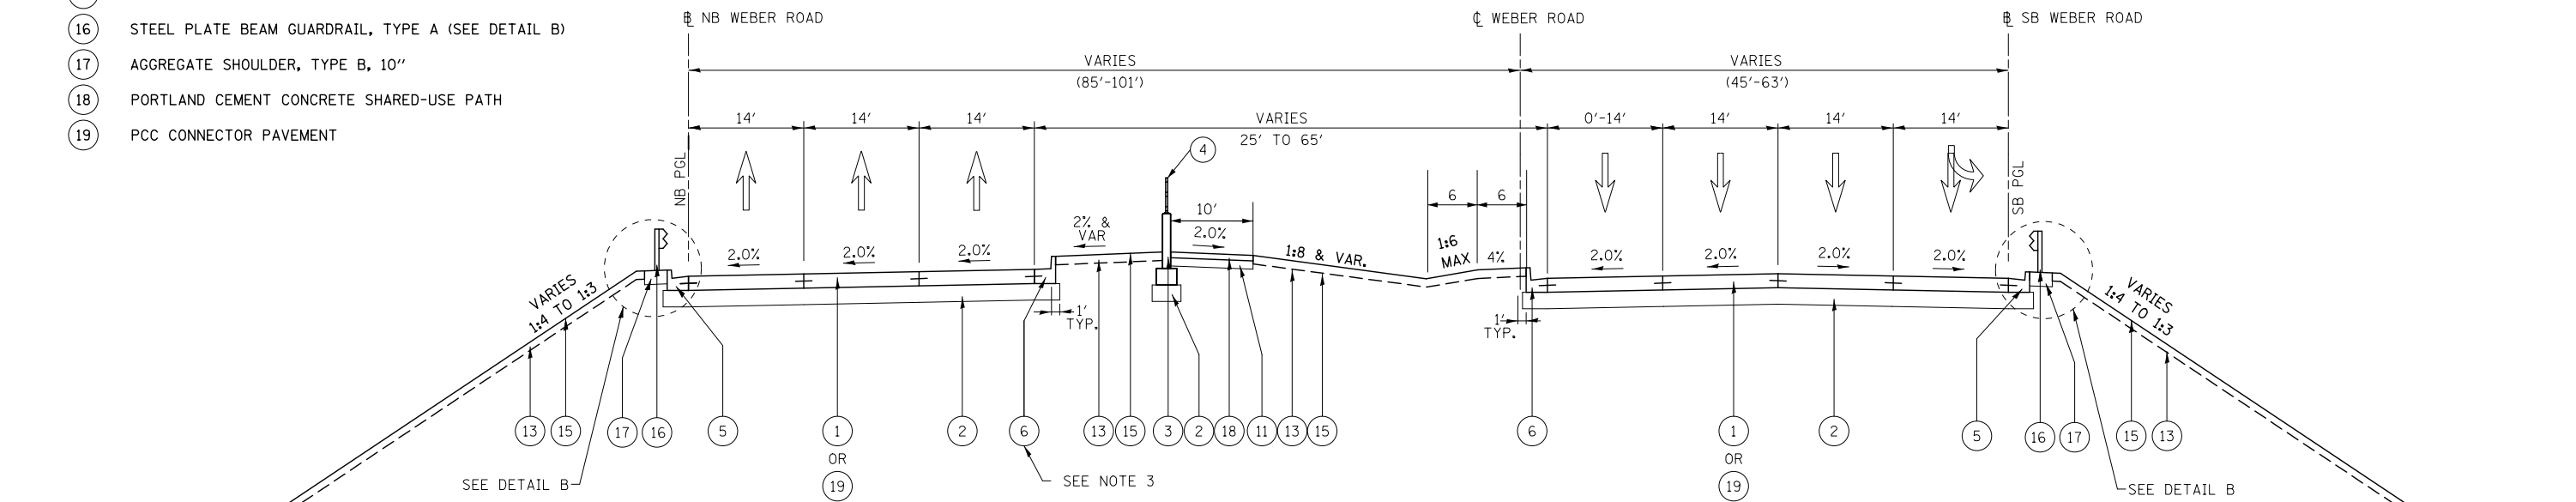 16 STEEL PLATE BEAM GUARDRAIL, TYPE A (SEE DETAIL B)
17 AGGREGATE SHOULDER, TYPE B, 10"
18 PORTLAND CEMENT CONCRETE SHARED-USE PATH
19 PCC CONNECTOR PAVEMENT
℄ NB WEBER ROAD
℄ WEBER ROAD
℄ SB WEBER ROAD
VARIES
(85'-101')
VARIES
(45'-63')
14' 14' 14' VARIES 0'-14' 14' 14' 14'
25' TO 65'
4
NB PGL
SB PGL
10'
6 6
2% &
VAR
2.0% 2.0% 2.0% 2.0%
1:8 & VAR.
1:6
MAX
4%
2.0% 2.0% 2.0% 2.0%
VARIES
1:4 TO 1:3
VARIES
1:4 TO 1:3
1'
TYP.
1'
TYP.
13 15 17 16 5 1 2 6 13 15 3 2 18 11 13 15 6 1 2 5 16 17 15 13
OR
19
OR
19
SEE DETAIL B
SEE NOTE 3
SEE DETAIL B